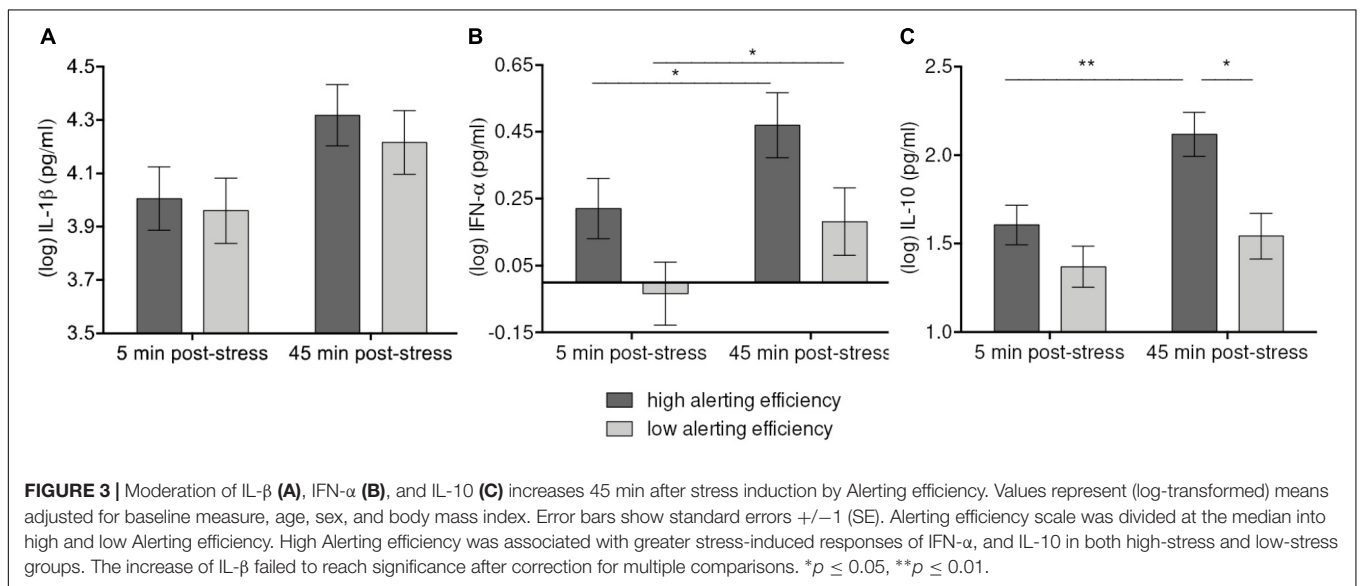 A
B
C
4.5
4.3
4.1
3.9
3.7
3.5
(log) IL-1β (pg/ml)
5 min post-stress
45 min post-stress
0.65
0.45
0.25
0.05
-0.15
(log) IFN-α (pg/ml)
*
*
5 min post-stress
45 min post-stress
2.5
2.0
1.5
1.0
(log) IL-10 (pg/ml)
**
*
5 min post-stress
45 min post-stress
high alerting efficiency
low alerting efficiency
FIGURE 3 | Moderation of IL-β (A), IFN-α (B), and IL-10 (C) increases 45 min after stress induction by Alerting efficiency. Values represent (log-transformed) means
adjusted for baseline measure, age, sex, and body mass index. Error bars show standard errors +/−1 (SE). Alerting efficiency scale was divided at the median into
high and low Alerting efficiency. High Alerting efficiency was associated with greater stress-induced responses of IFN-α, and IL-10 in both high-stress and low-stress
groups. The increase of IL-β failed to reach significance after correction for multiple comparisons. *p ≤ 0.05, **p ≤ 0.01.